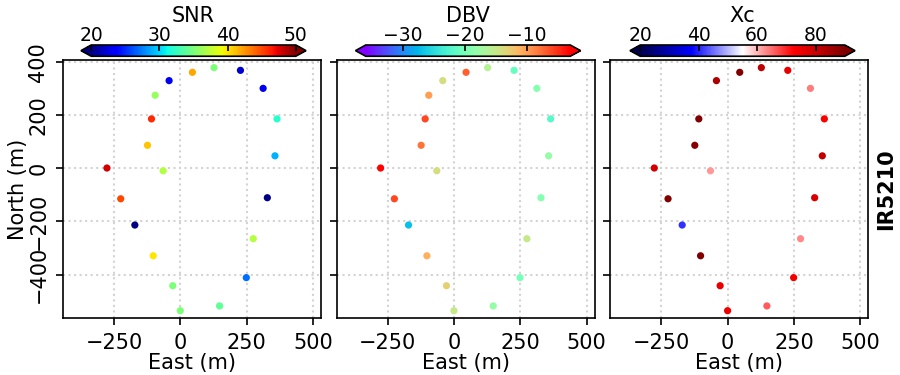 SNR DBV Xc
20 30 40 50 −30 −20 −10 20 40 60 80
400
200
0
−200
−400
North (m)
IR5210
−250 0 250 500 −250 0 250 500 −250 0 250 500
East (m) East (m) East (m)